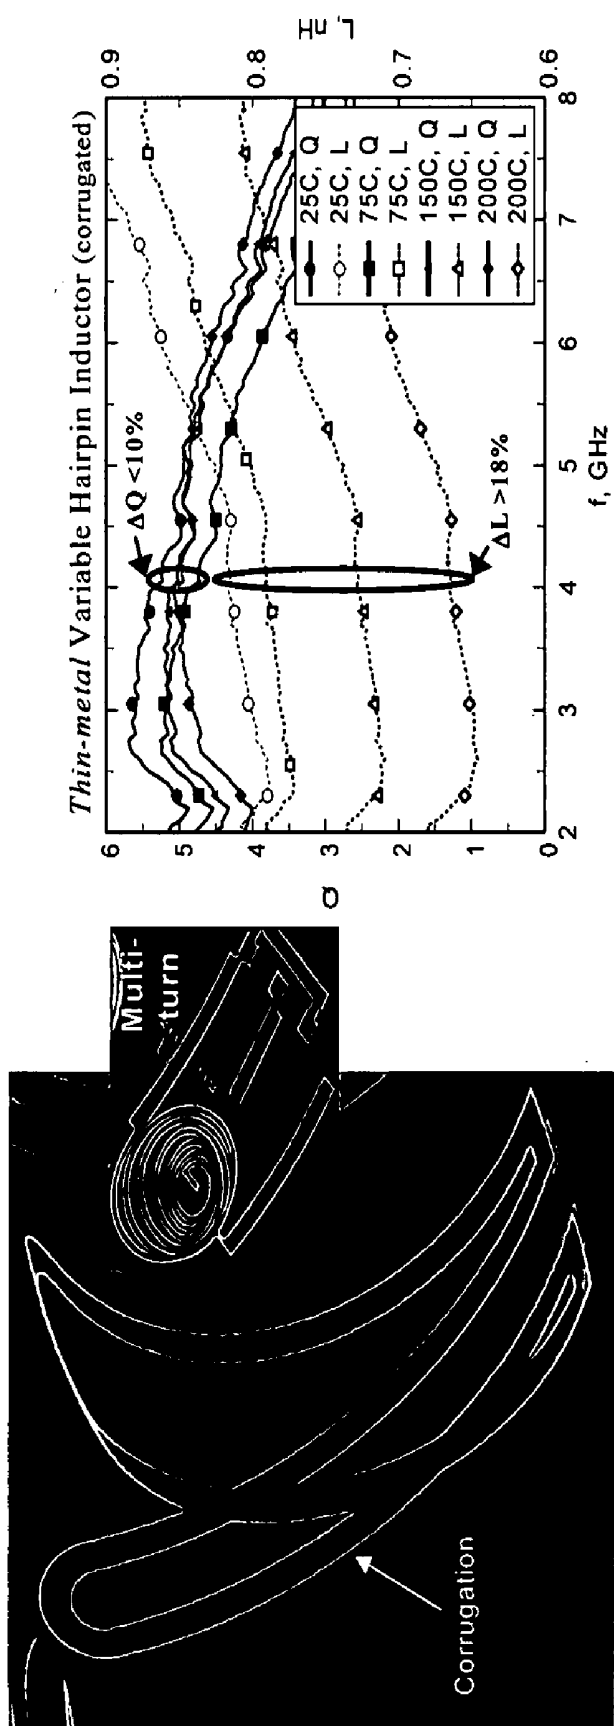 Thin-metal Variable Hairpin Inductor (corrugated)
Multi-
turn
Corrugation
ΔQ <10%
ΔL >18%
Q
6
5
4
3
2
1
0
L, nH
0.9
0.8
0.7
0.6
2
3
4
5
6
7
8
f, GHz
25C, Q
25C, L
75C, Q
75C, L
150C, Q
150C, L
200C, Q
200C, L